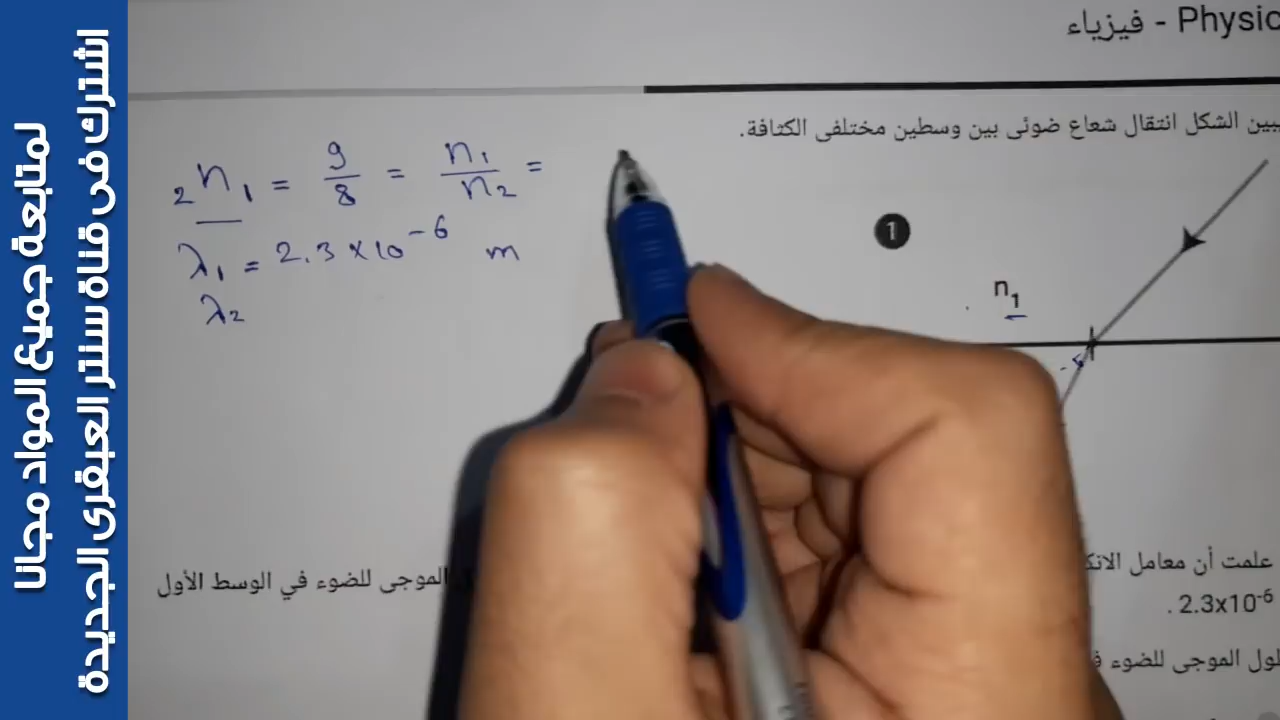 اشترك فى قناة سنتر العبقرى الجديدة
لمتابعة جميع المواد مجانا
Physic - فيزياء
يبين الشكل انتقال شعاع ضوئى بين وسطين مختلفى الكثافة.
₂n₁ = 9/8 = n₁/n₂ =
λ₁ = 2.3 × 10⁻⁶ m
λ₂
1
n₁
علمت أن معامل الموجى للضوء في الوسط الأول
2.3x10⁻⁶ .
الموجى للضوء